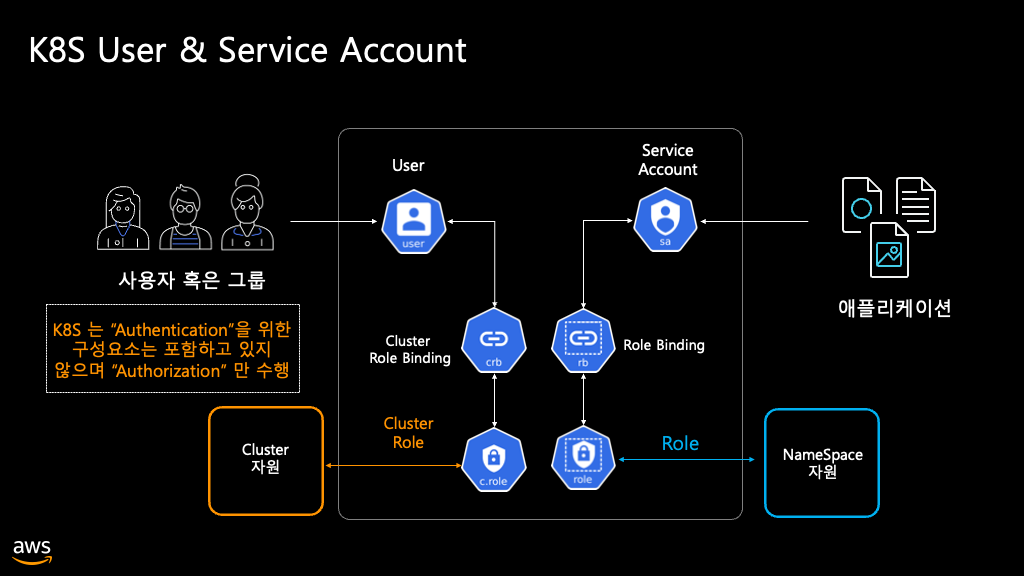 K8S User & Service Account
User
Service
Account
user
sa
사용자 혹은 그룹
애플리케이션
K8S 는 “Authentication”을 위한
구성요소는 포함하고 있지
않으며 “Authorization” 만 수행
Cluster
Role Binding
crb
rb
Role Binding
Cluster
Role
Role
Cluster
자원
c.role
role
NameSpace
자원
aws